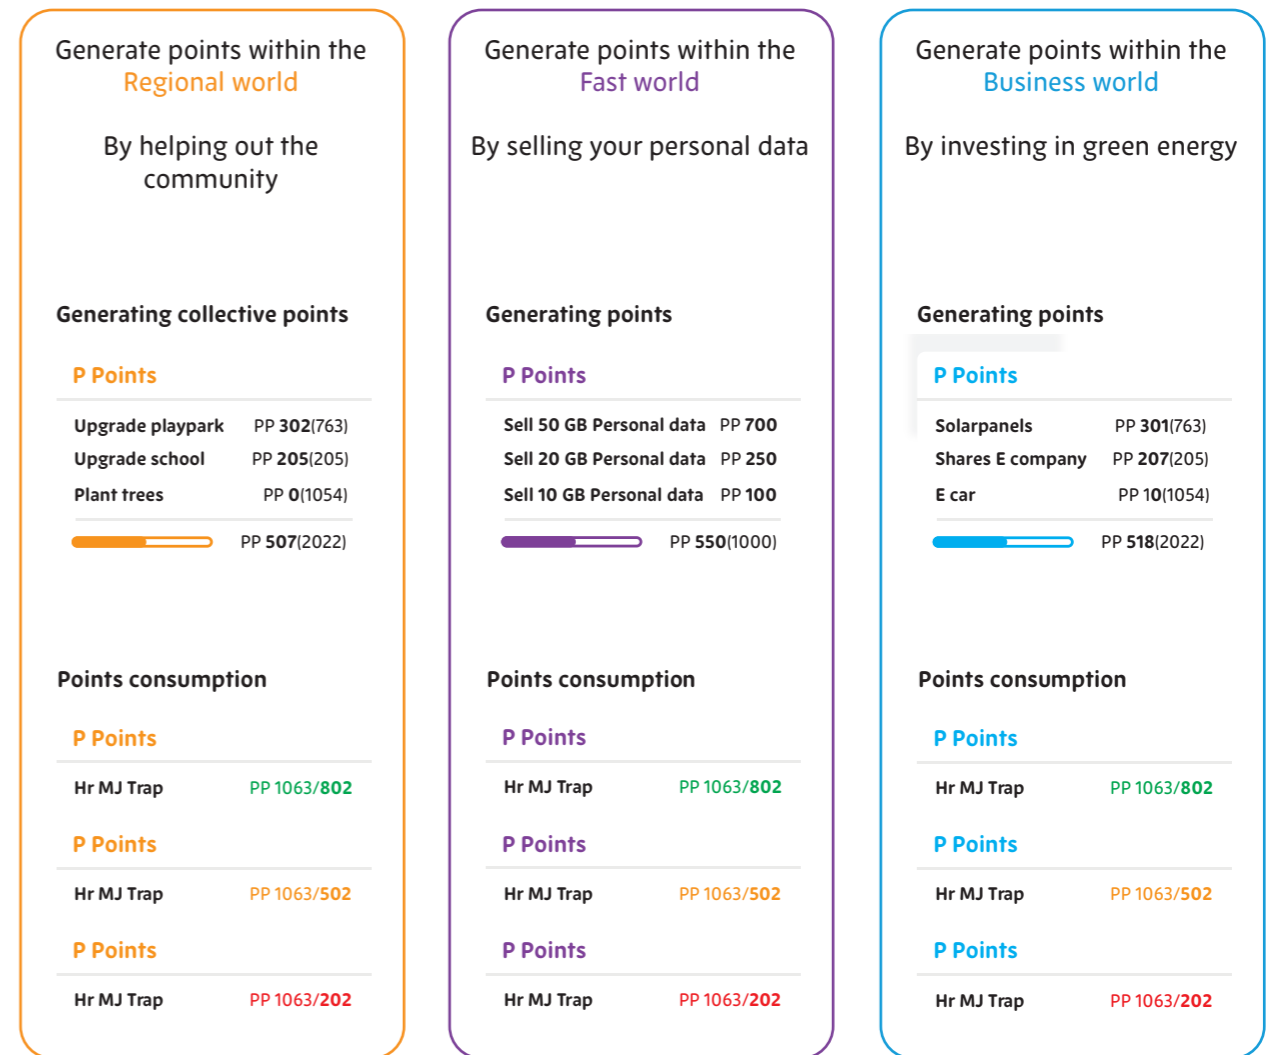 Generate points within the
Regional world
By helping out the
community
Generating collective points
P Points
Upgrade playpark PP 302(763)
Upgrade school PP 205(205)
Plant trees PP 0(1054)
PP 507(2022)
Points consumption
P Points
Hr MJ Trap PP 1063/802
P Points
Hr MJ Trap PP 1063/502
P Points
Hr MJ Trap PP 1063/202
Generate points within the
Fast world
By selling your personal data
Generating points
P Points
Sell 50 GB Personal data PP 700
Sell 20 GB Personal data PP 250
Sell 10 GB Personal data PP 100
PP 550(1000)
Points consumption
P Points
Hr MJ Trap PP 1063/802
P Points
Hr MJ Trap PP 1063/502
P Points
Hr MJ Trap PP 1063/202
Generate points within the
Business world
By investing in green energy
Generating points
P Points
Solarpanels PP 301(763)
Shares E company PP 207(205)
E car PP 10(1054)
PP 518(2022)
Points consumption
P Points
Hr MJ Trap PP 1063/802
P Points
Hr MJ Trap PP 1063/502
P Points
Hr MJ Trap PP 1063/202